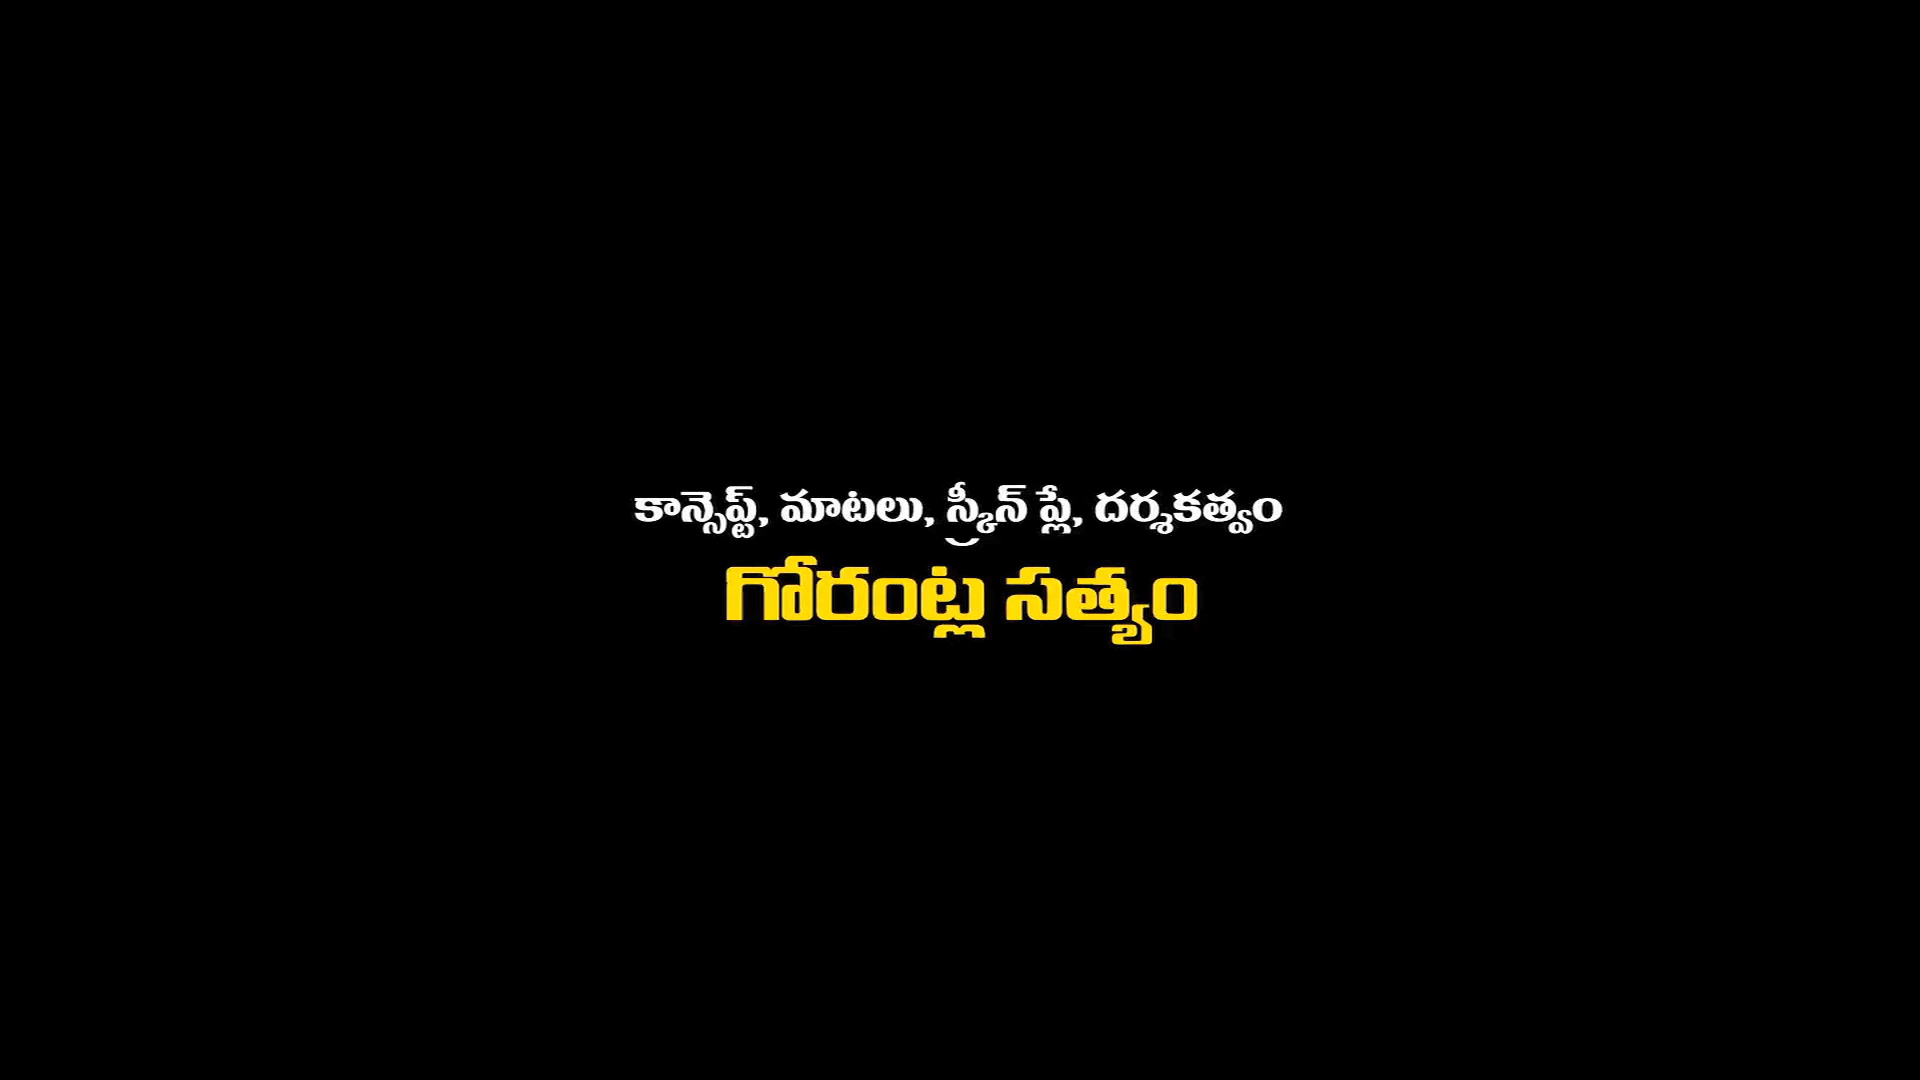 కాన్సెప్ట్, మాటలు, స్క్రీన్ ప్లే, దర్శకత్వం
గోరంట్ల సత్యం